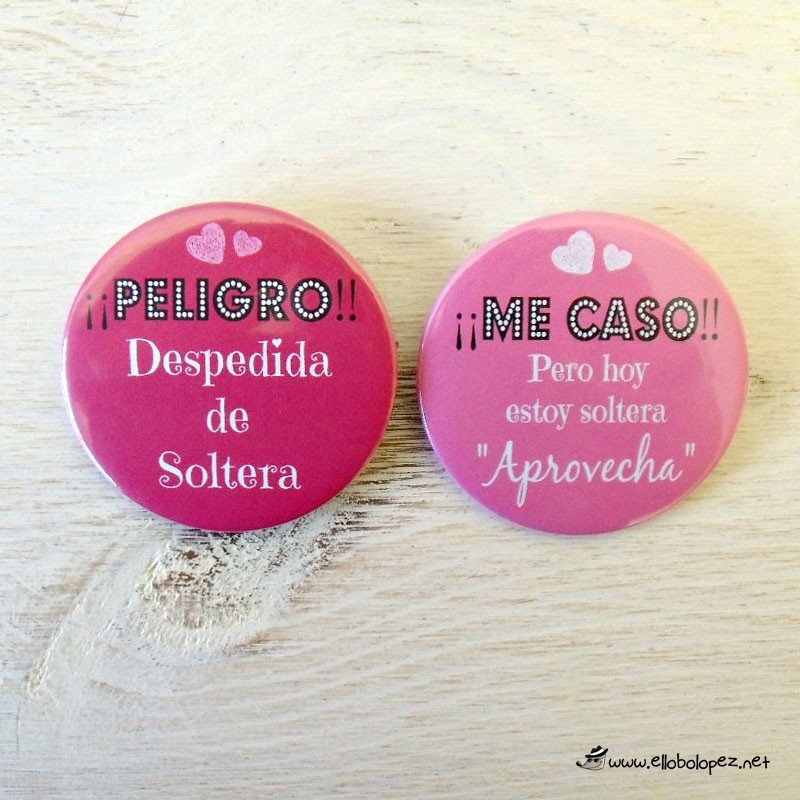 ¡¡PELIGRO!!
Despedida
de
Soltera
¡¡ME CASO!!
Pero hoy
estoy soltera
"Aprovecha"
www.ellobolopez.net